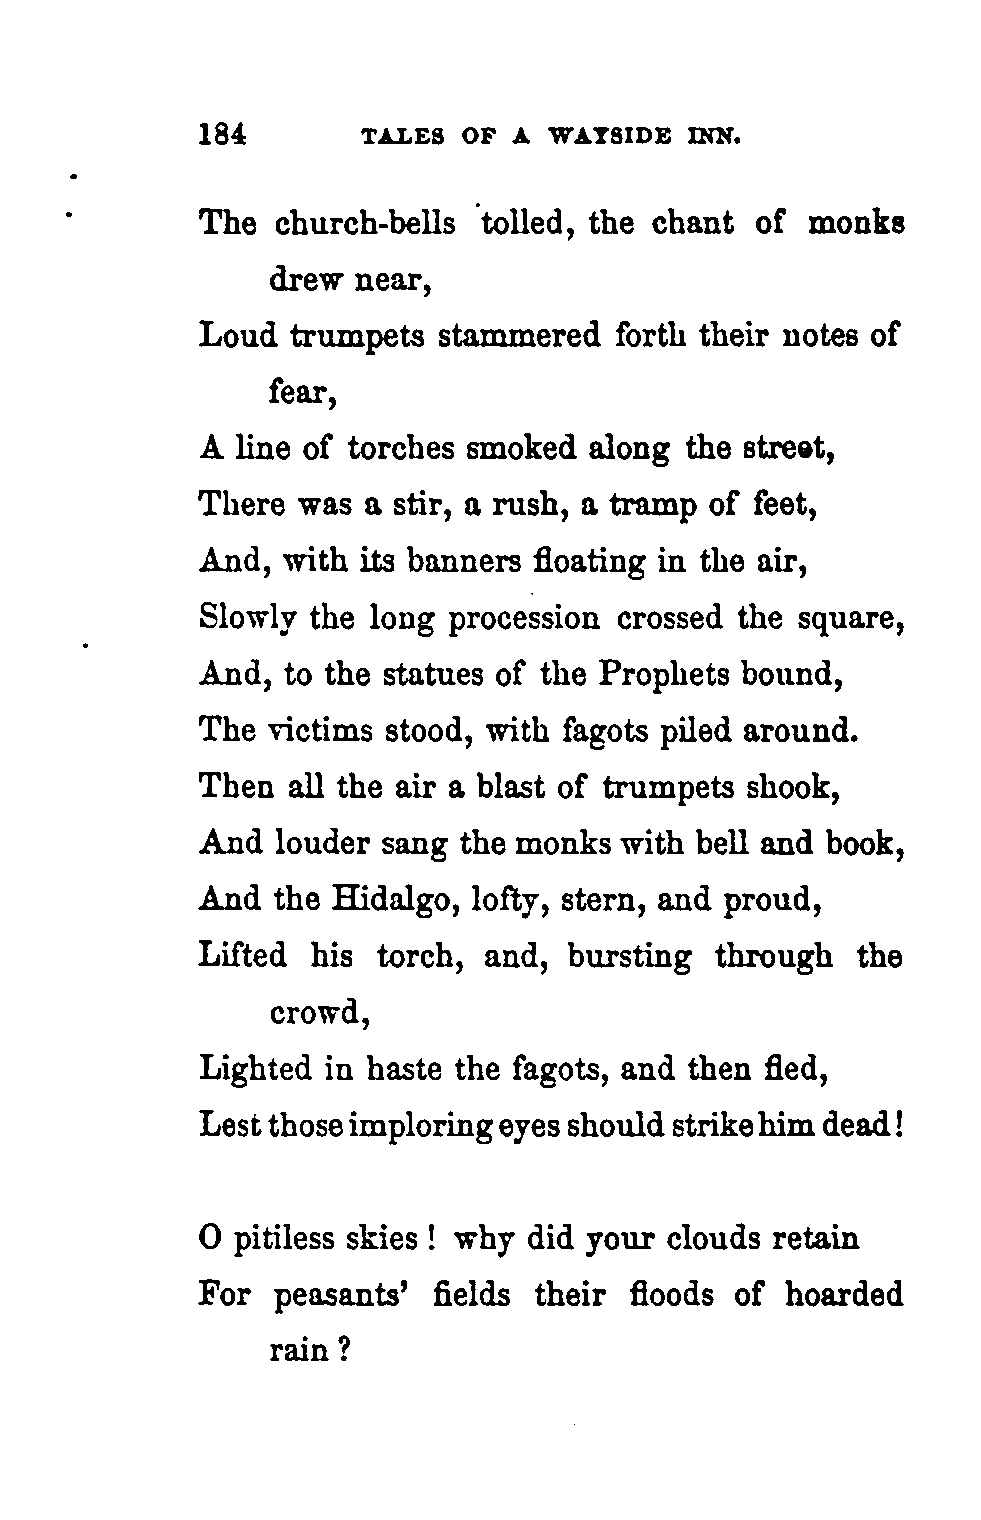 184 TALES OF A WAYSIDE INN.
The church-bells tolled, the chant of monks
drew near,
Loud trumpets stammered forth their notes of
fear,
A line of torches smoked along the street,
There was a stir, a rush, a tramp of feet,
And, with its banners floating in the air,
Slowly the long procession crossed the square,
And, to the statues of the Prophets bound,
The victims stood, with fagots piled around.
Then all the air a blast of trumpets shook,
And louder sang the monks with bell and book,
And the Hidalgo, lofty, stern, and proud,
Lifted his torch, and, bursting through the
crowd,
Lighted in haste the fagots, and then fled,
Lest those imploring eyes should strike him dead!
O pitiless skies! why did your clouds retain
For peasants' fields their floods of hoarded
rain?